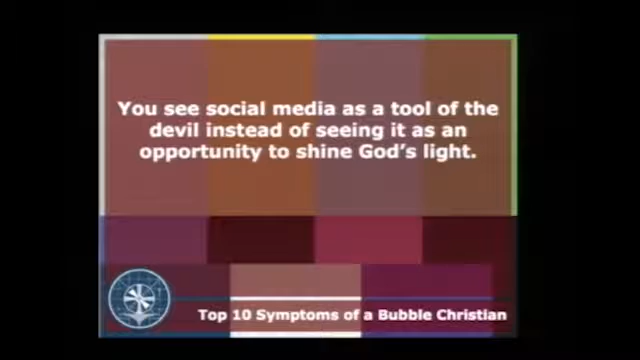 You see social media as a tool of the
devil instead of seeing it as an
opportunity to shine God's light.
Top 10 Symptoms of a Bubble Christian